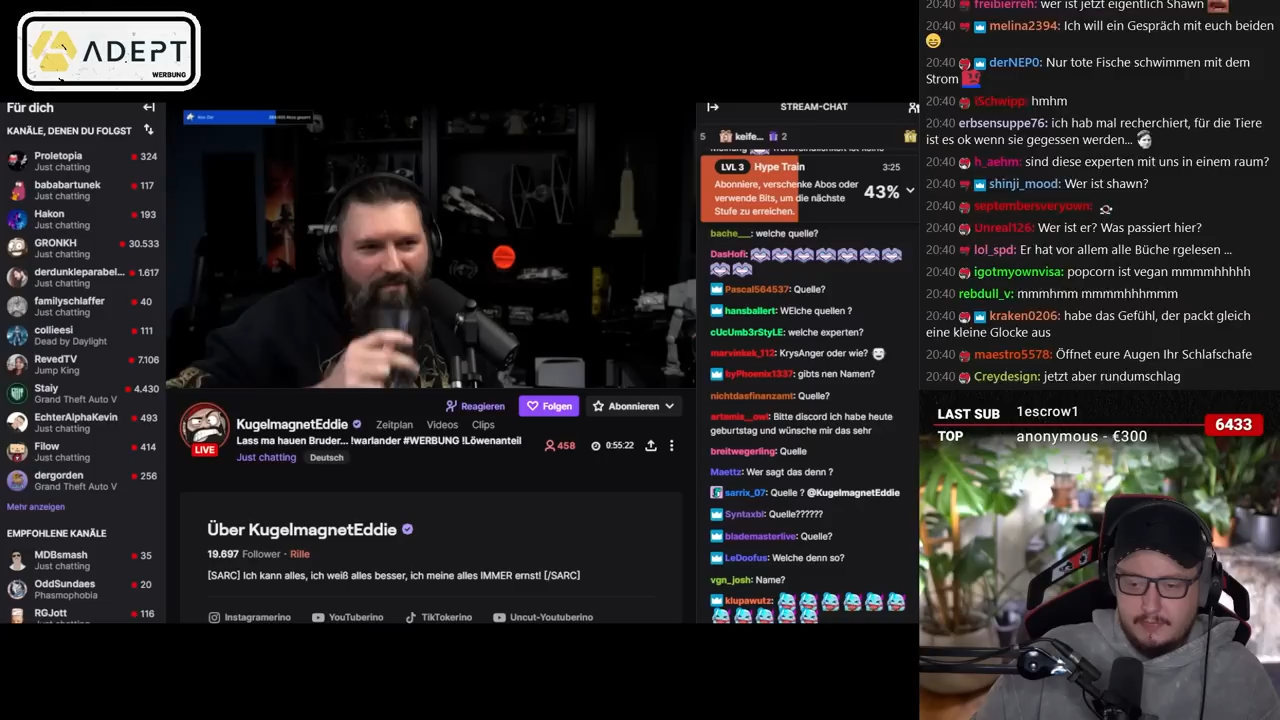 ADEPT
WERBUNG
Für dich
KANÄLE, DENEN DU FOLGST
Proletopia 324
Just chatting
bababartunek 117
Just chatting
Hakon 193
Just chatting
GRONKH 30.533
Just chatting
derdunkleparabel... 1.617
Just chatting
familyschlaffer 40
Just chatting
collieesi 111
Dead by Daylight
RevedTV 7.106
Jump King
Staiy 4.430
Grand Theft Auto V
EchterAlphaKevin 493
Just chatting
Filow 414
Just chatting
dergorden 256
Grand Theft Auto V
Mehr anzeigen
EMPFOHLENE KANÄLE
MDBSmash 35
Just chatting
OddSundaes 20
Phasmophobia
RGJott 116
LIVE
KugelmagnetEddie Zeitplan Videos Clips
Reagieren Folgen Abonnieren
Lass ma hauen Bruder... !warlander #WERBUNG !Löwenanteil
458 0:55:22
Just chatting Deutsch
Über KugelmagnetEddie
19.697 Follower · Rille
[SARC] Ich kann alles, ich weiß alles besser, ich meine alles IMMER ernst! [/SARC]
Instagramerino YouTuberino TikTokerino Uncut-Youtuberino
STREAM-CHAT
5 keife... 2
LVL 3 Hype Train 3:25
Abonniere, verschenke Abos oder
verwende Bits, um die nächste
Stufe zu erreichen.
43%
bache___: welche quelle?
DasHofi:
Pascal564537: Quelle?
hansballert: WElche quellen ?
cUcUmb3rStyLE: welche experten?
marvinkek_112: KrysAnger oder wie?
byPhoenix1337: gibts nen Namen?
nichtdasfinanzamt: Quelle?
artemis__owl: Bitte discord ich habe heute
geburtstag und wünsche mir das sehr
breitwegerling: Quelle
Maettz: Wer sagt das denn ?
sarrix_07: Quelle ? @KugelmagnetEddie
Syntaxbl: Quelle??????
blademasterlive: Quelle?
LeDoofus: Welche denn so?
vgn_josh: Name?
klupawutz:
freibierreh: wer ist jetzt eigentlich Shawn
20:40 melina2394: Ich will ein Gespräch mit euch beiden
20:40 derNEP0: Nur tote Fische schwimmen mit dem
Strom
20:40 iSchwipp: hmhm
20:40 erbsensuppe76: ich hab mal recherchiert, für die Tiere
ist es ok wenn sie gegessen werden...
20:40 h_aehm: sind diese experten mit uns in einem raum?
20:40 shinji_mood: Wer ist shawn?
20:40 septembersveryown:
20:40 Unreal126: Wer ist er? Was passiert hier?
20:40 lol_spd: Er hat vor allem alle Büche rgelesen ...
20:40 igotmyownvisa: popcorn ist vegan mmmmhhhhh
20:40 rebdull_v: mmmhmm mmmmhhhmmm
20:40 kraken0206: habe das Gefühl, der packt gleich
eine kleine Glocke aus
20:40 maestro5578: Öffnet eure Augen Ihr Schlafschafe
20:40 Creydesign: jetzt aber rundumschlag
LAST SUB 1escrow1
TOP anonymous - €300
6433